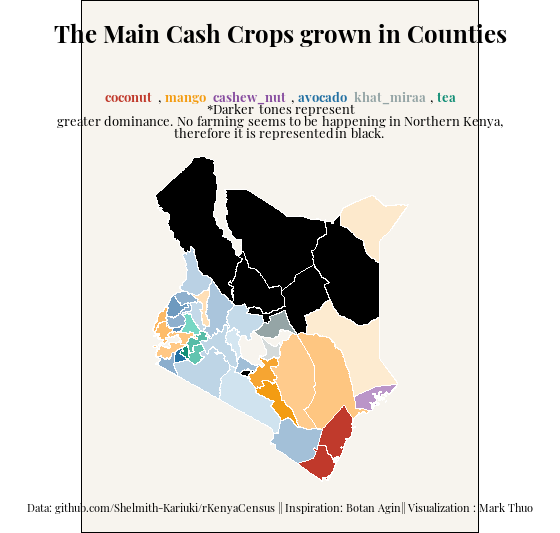 The Main Cash Crops grown in Counties
coconut , mango cashew_nut , avocado khat_miraa , tea
*Darker tones represent
greater dominance. No farming seems to be happening in Northern Kenya,
therefore it is represented in black.
Data: github.com/Shelmith-Kariuki/rKenyaCensus || Inspiration: Botan Agin|| Visualization : Mark Thuo